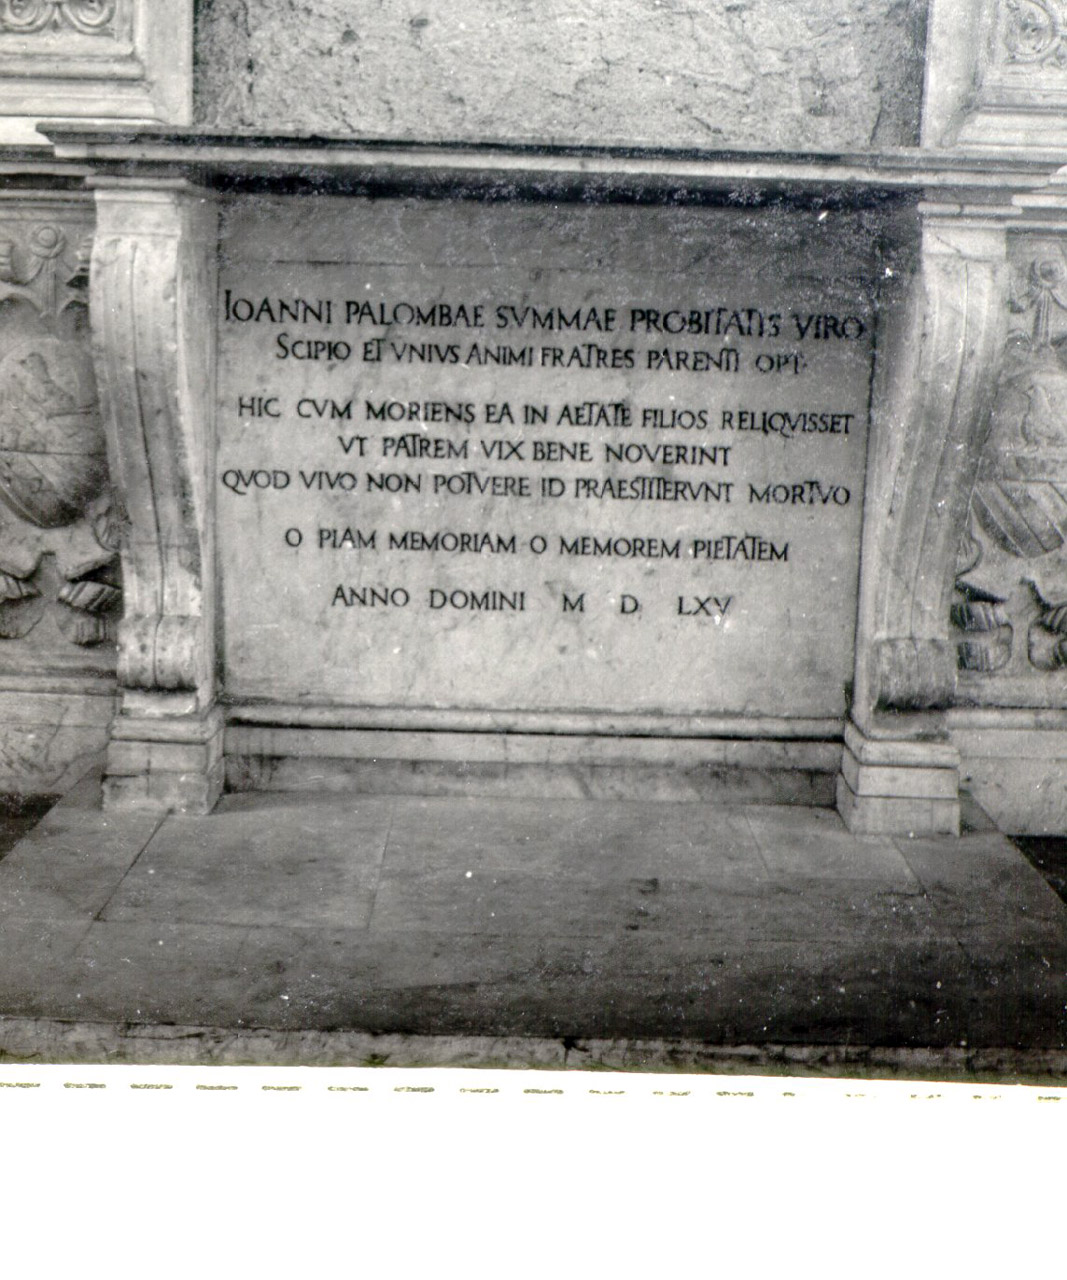 IOANNI PALOMBAE SVMMAE PROBITATIS VIRO
SCIPIO ET VNIVS ANIMI FRATRES PARENTI OPT·
HIC CVM MORIENS EA IN AETATE FILIOS RELIQVISSET
VT PATREM VIX BENE NOVERINT
QVOD VIVO NON POTVERE ID PRAESTITERVNT MORTVO
O PIAM MEMORIAM O MEMOREM PIETATEM
ANNO DOMINI M D LXV